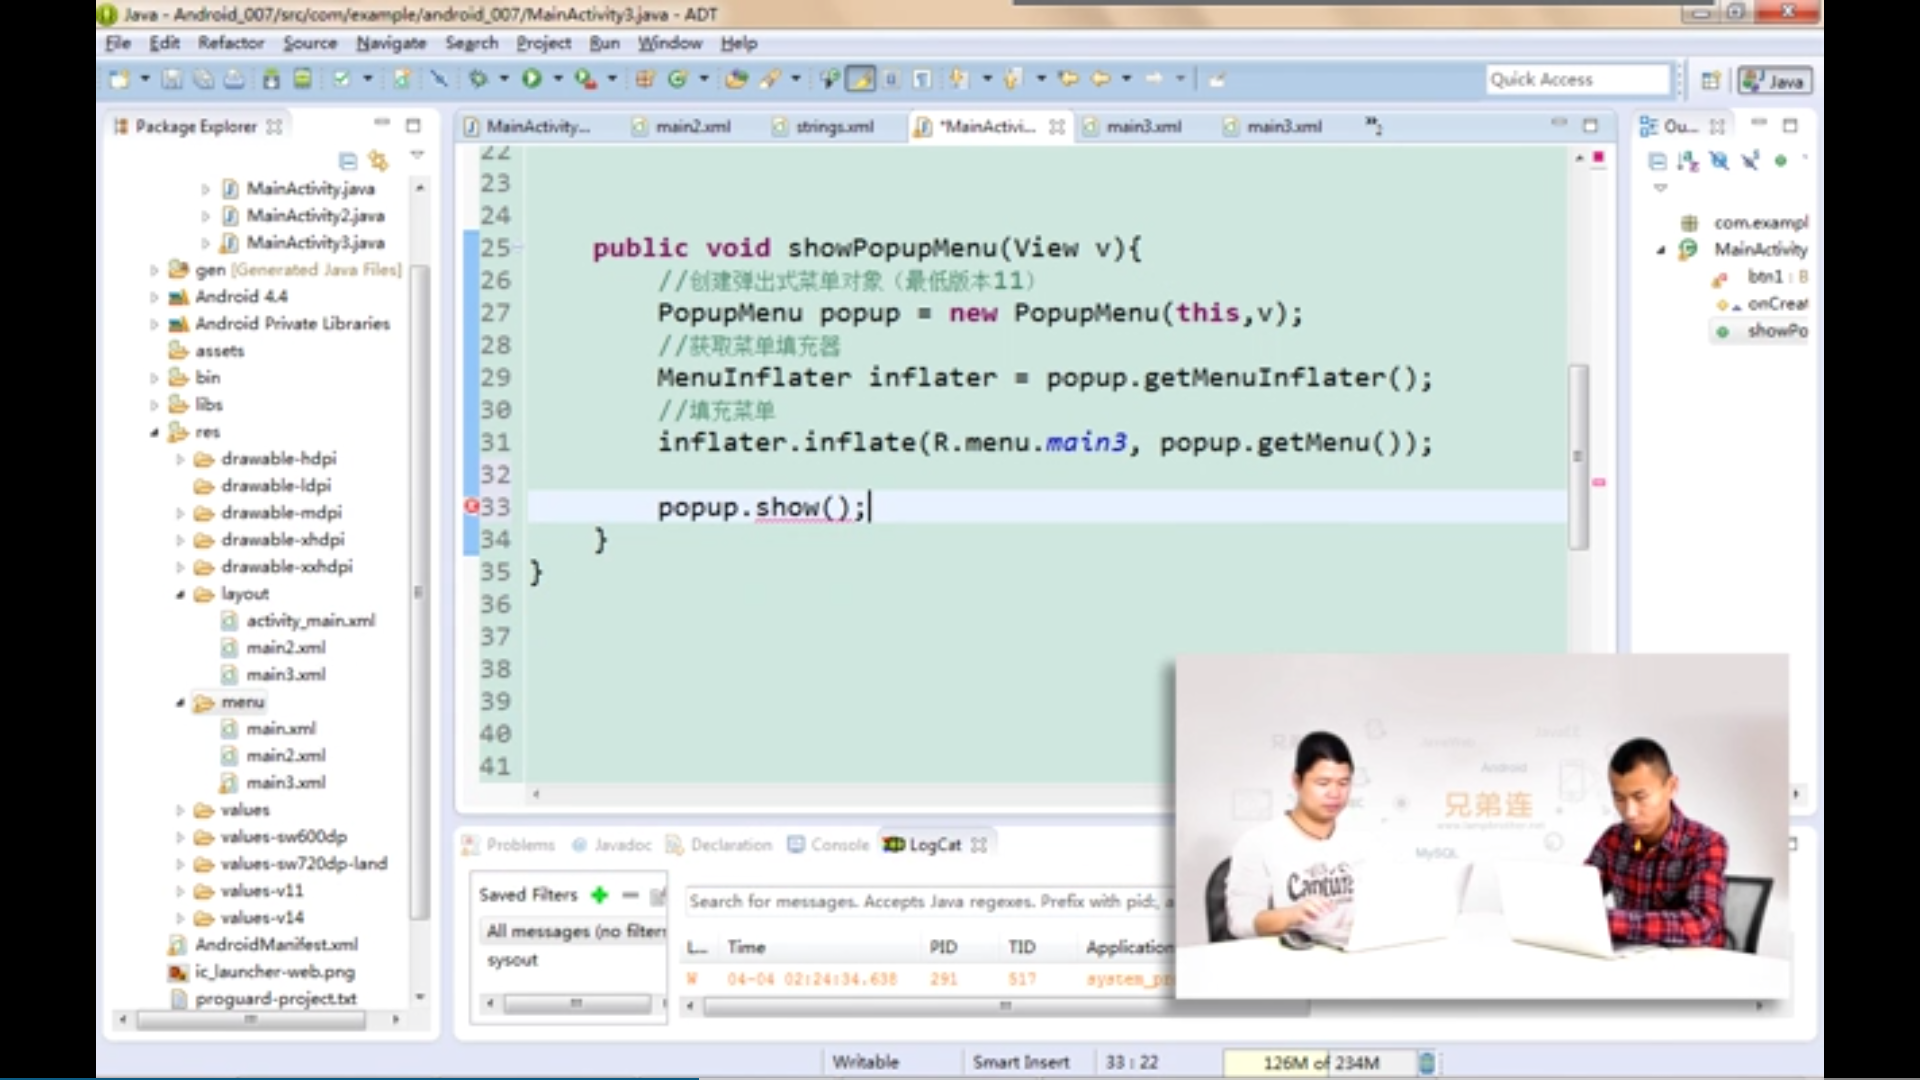 Java - Android_007/src/com/example/android_007/MainActivity3.java - ADT
File Edit Refactor Source Navigate Search Project Run Window Help
Quick Access
Java
Package Explorer
MainActivity.java
MainActivity2.java
MainActivity3.java
gen [Generated Java Files]
Android 4.4
Android Private Libraries
assets
bin
libs
res
drawable-hdpi
drawable-ldpi
drawable-mdpi
drawable-xhdpi
drawable-xxhdpi
layout
activity_main.xml
main2.xml
main3.xml
menu
main.xml
main2.xml
main3.xml
values
values-sw600dp
values-sw720dp-land
values-v11
values-v14
AndroidManifest.xml
ic_launcher-web.png
proguard-project.txt
MainActivity... main2.xml strings.xml *MainActivi... main3.xml main3.xml »2
22
23
24
25 public void showPopupMenu(View v){
26 //创建弹出式菜单对象（最低版本11）
27 PopupMenu popup = new PopupMenu(this,v);
28 //获取菜单填充器
29 MenuInflater inflater = popup.getMenuInflater();
30 //填充菜单
31 inflater.inflate(R.menu.main3, popup.getMenu());
32
33 popup.show();
34 }
35 }
36
37
38
39
40
41
Ou...
com.exampl
MainActivity
btn1 : B
onCreat
showPo
Problems Javadoc Declaration Console LogCat
Saved Filters
All messages (no filters
sysout
Search for messages. Accepts Java regexes. Prefix with pid:, a
L... Time PID TID Application
W 04-04 02:24:34.638 291 517 system_pr
兄弟连
Android
MySQL
Writable Smart Insert 33 : 22 126M of 234M